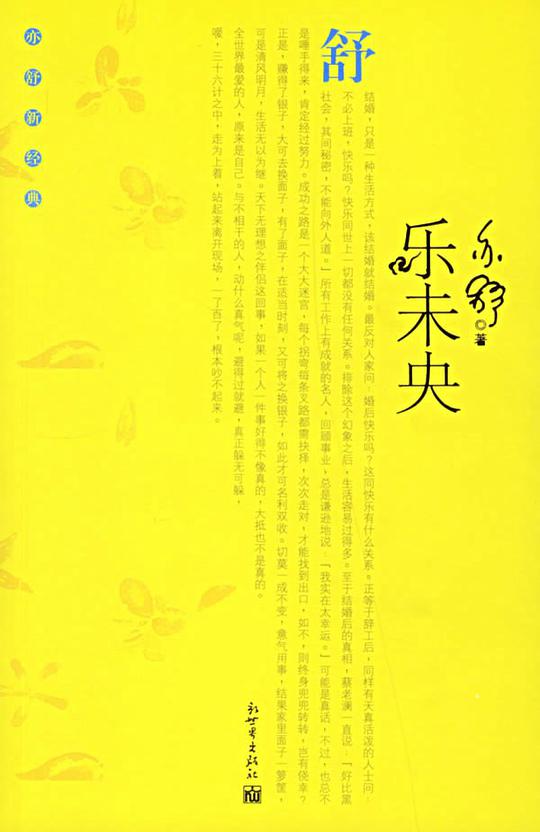 亦舒新经典
舒
亦舒◎著
乐未央
结婚，只是一种生活方式，该结婚就结婚。最反对人家问：婚后快乐吗？这同快乐有什么关系。正等于辞工后，同样有天真活泼的人士问：
不必上班，快乐吗？快乐同世上一切都没有任何关系。排除这个幻象之后，生活容易过得多。至于结婚后的真相，蔡老澜一直说：「好比黑
社会，其间秘密，不能向外人道。」所有工作上有成就的名人，回顾事业，总是谦逊地说：「我实在太幸运。」可能是真话，不过，也总不
是唾手得来，肯定经过努力。成功之路是一个大大迷宫，每个拐弯每条叉路都需抉择，次次走对，才能找到出口，如不，则终身兜兜转转，岂有侥幸？
正是，赚得了银子，大可去换面子，有了面子，在适当时刻，又可将之换银子，如此才可名利双收。切莫一成不变，意气用事，结果家里面子一箩筐，
可是清风明月，生活无以为继。天下无理想之伴侣这回事，如果一个人一件事好得不像真的，大抵也不是真的。
全世界最爱的人，原来是自己。与不相干的人，动什么真气呢，避得过就避，真正躲无可躲，
嚯，三十六计之中，走为上着，站起来离开现场，一了百了，根本吵不起来。
新世界出版社